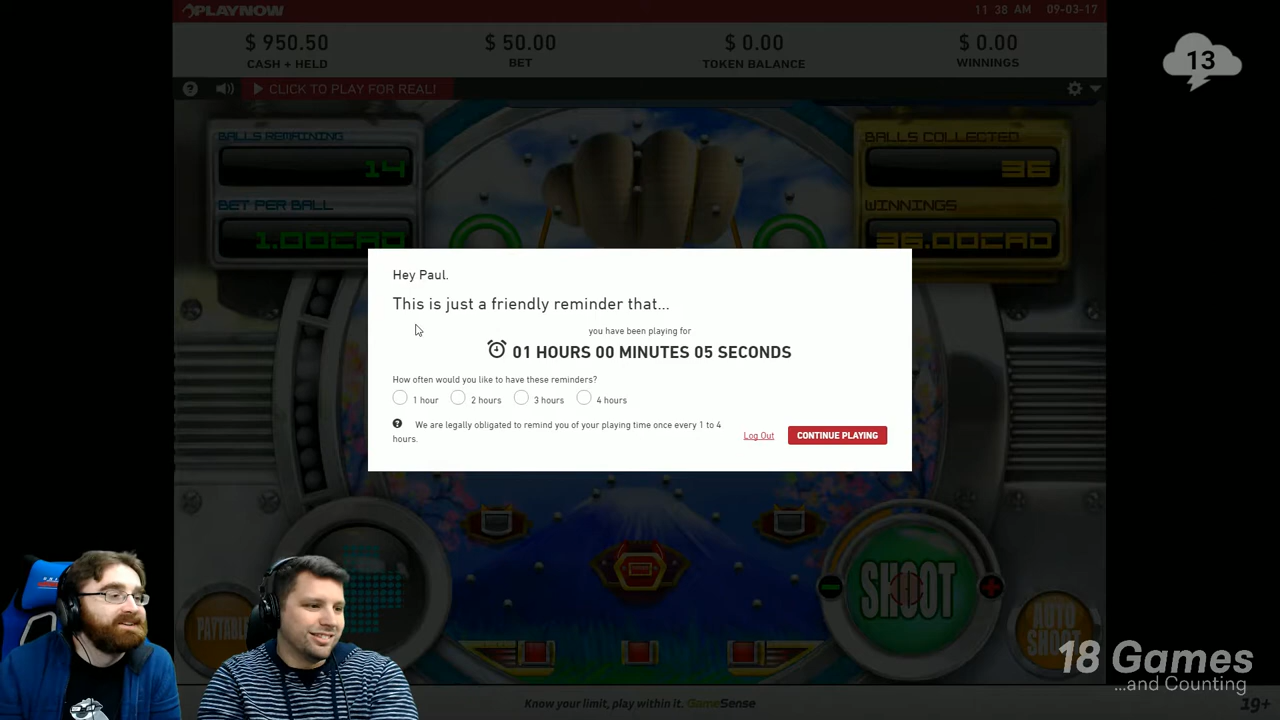 PLAYNOW
11 38 AM 09-03-17
$ 950.50
CASH + HELD
$ 50.00
BET
$ 0.00
TOKEN BALANCE
$ 0.00
WINNINGS
13
? CLICK TO PLAY FOR REAL!
BALLS REMAINING
14
BET PER BALL
1.00CAD
BALLS COLLECTED
36
WINNINGS
36.00CAD
Hey Paul.
This is just a friendly reminder that...
you have been playing for
01 HOURS 00 MINUTES 05 SECONDS
How often would you like to have these reminders?
1 hour 2 hours 3 hours 4 hours
? We are legally obligated to remind you of your playing time once every 1 to 4
hours.
Log Out CONTINUE PLAYING
PAYTABLE
SHOOT
AUTO
SHOOT
18 Games
...and Counting
Know your limit, play within it. GameSense
19+